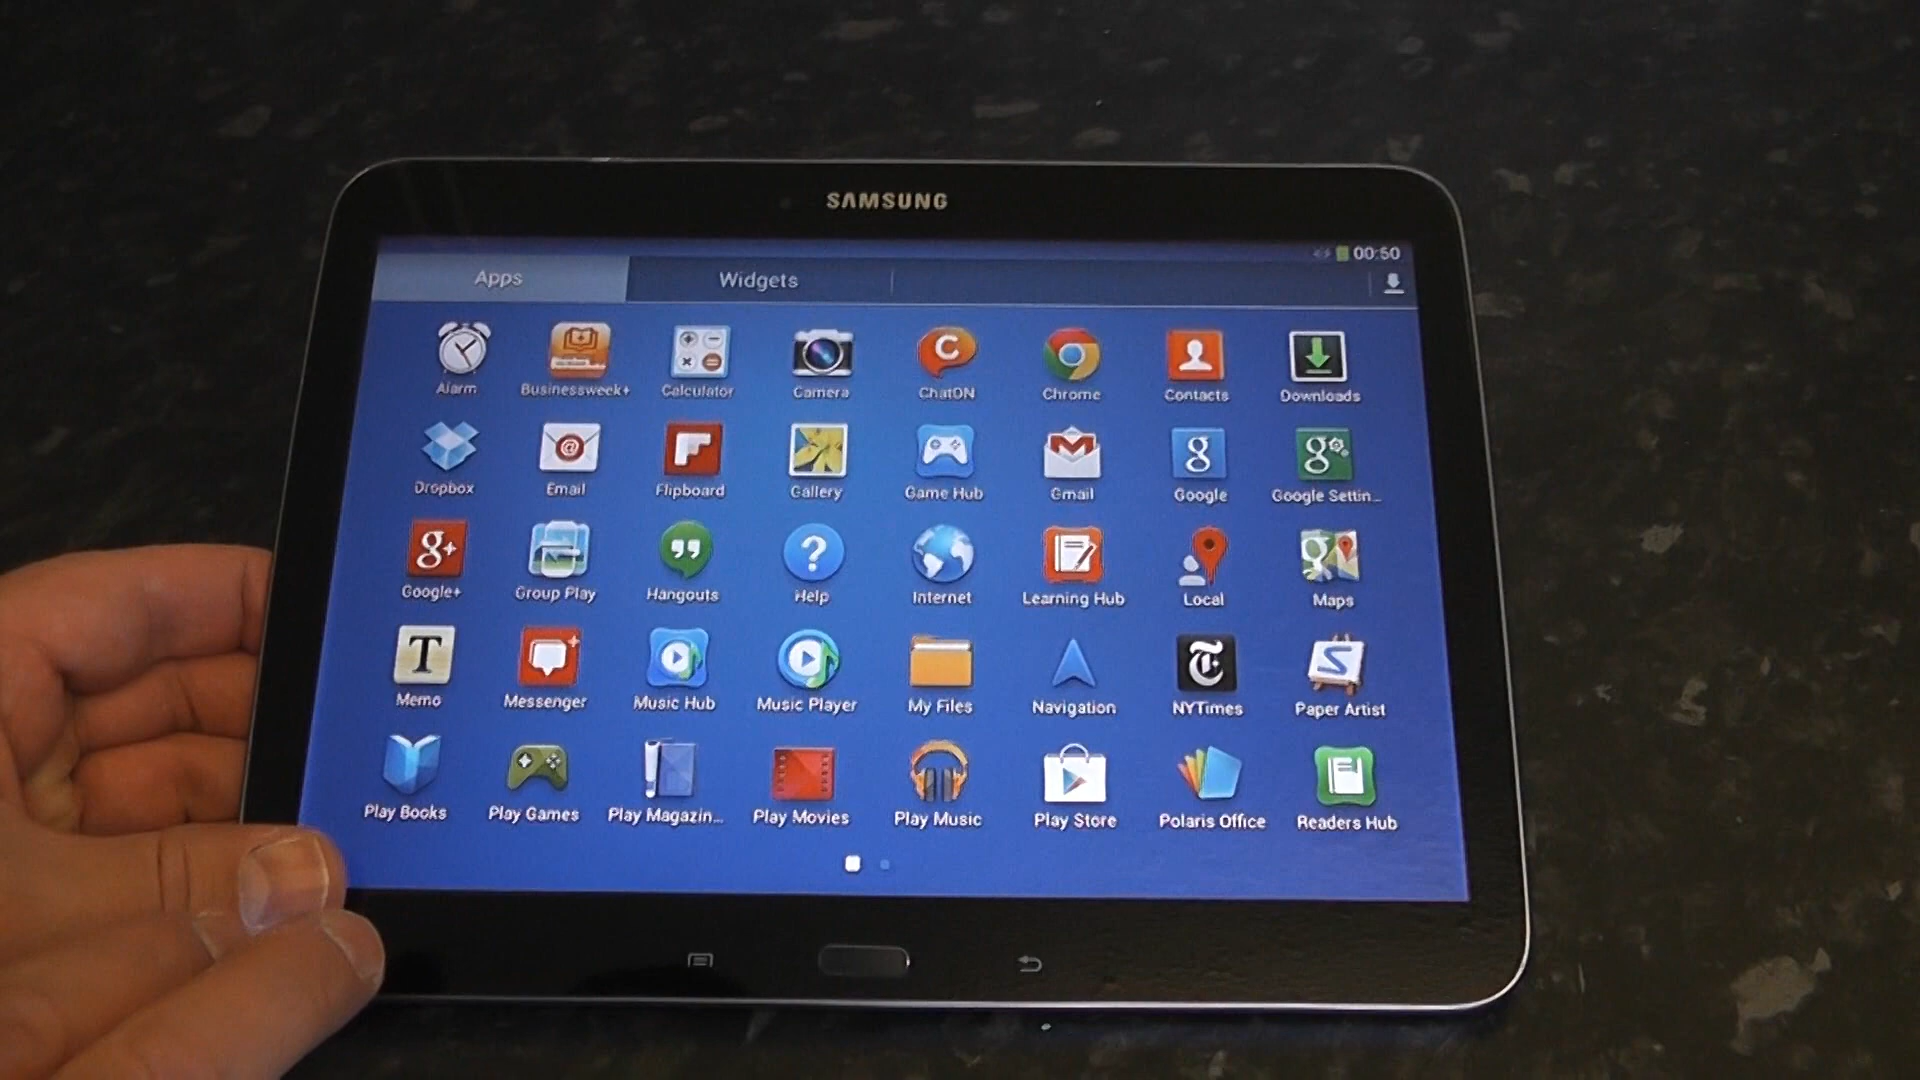 SAMSUNG
00:50
Apps Widgets
Alarm Businessweek+ Calculator Camera ChatON Chrome Contacts Downloads
Dropbox Email Flipboard Gallery Game Hub Gmail Google Google Settin...
Google+ Group Play Hangouts Help Internet Learning Hub Local Maps
Memo Messenger Music Hub Music Player My Files Navigation NYTimes Paper Artist
Play Books Play Games Play Magazin... Play Movies Play Music Play Store Polaris Office Readers Hub